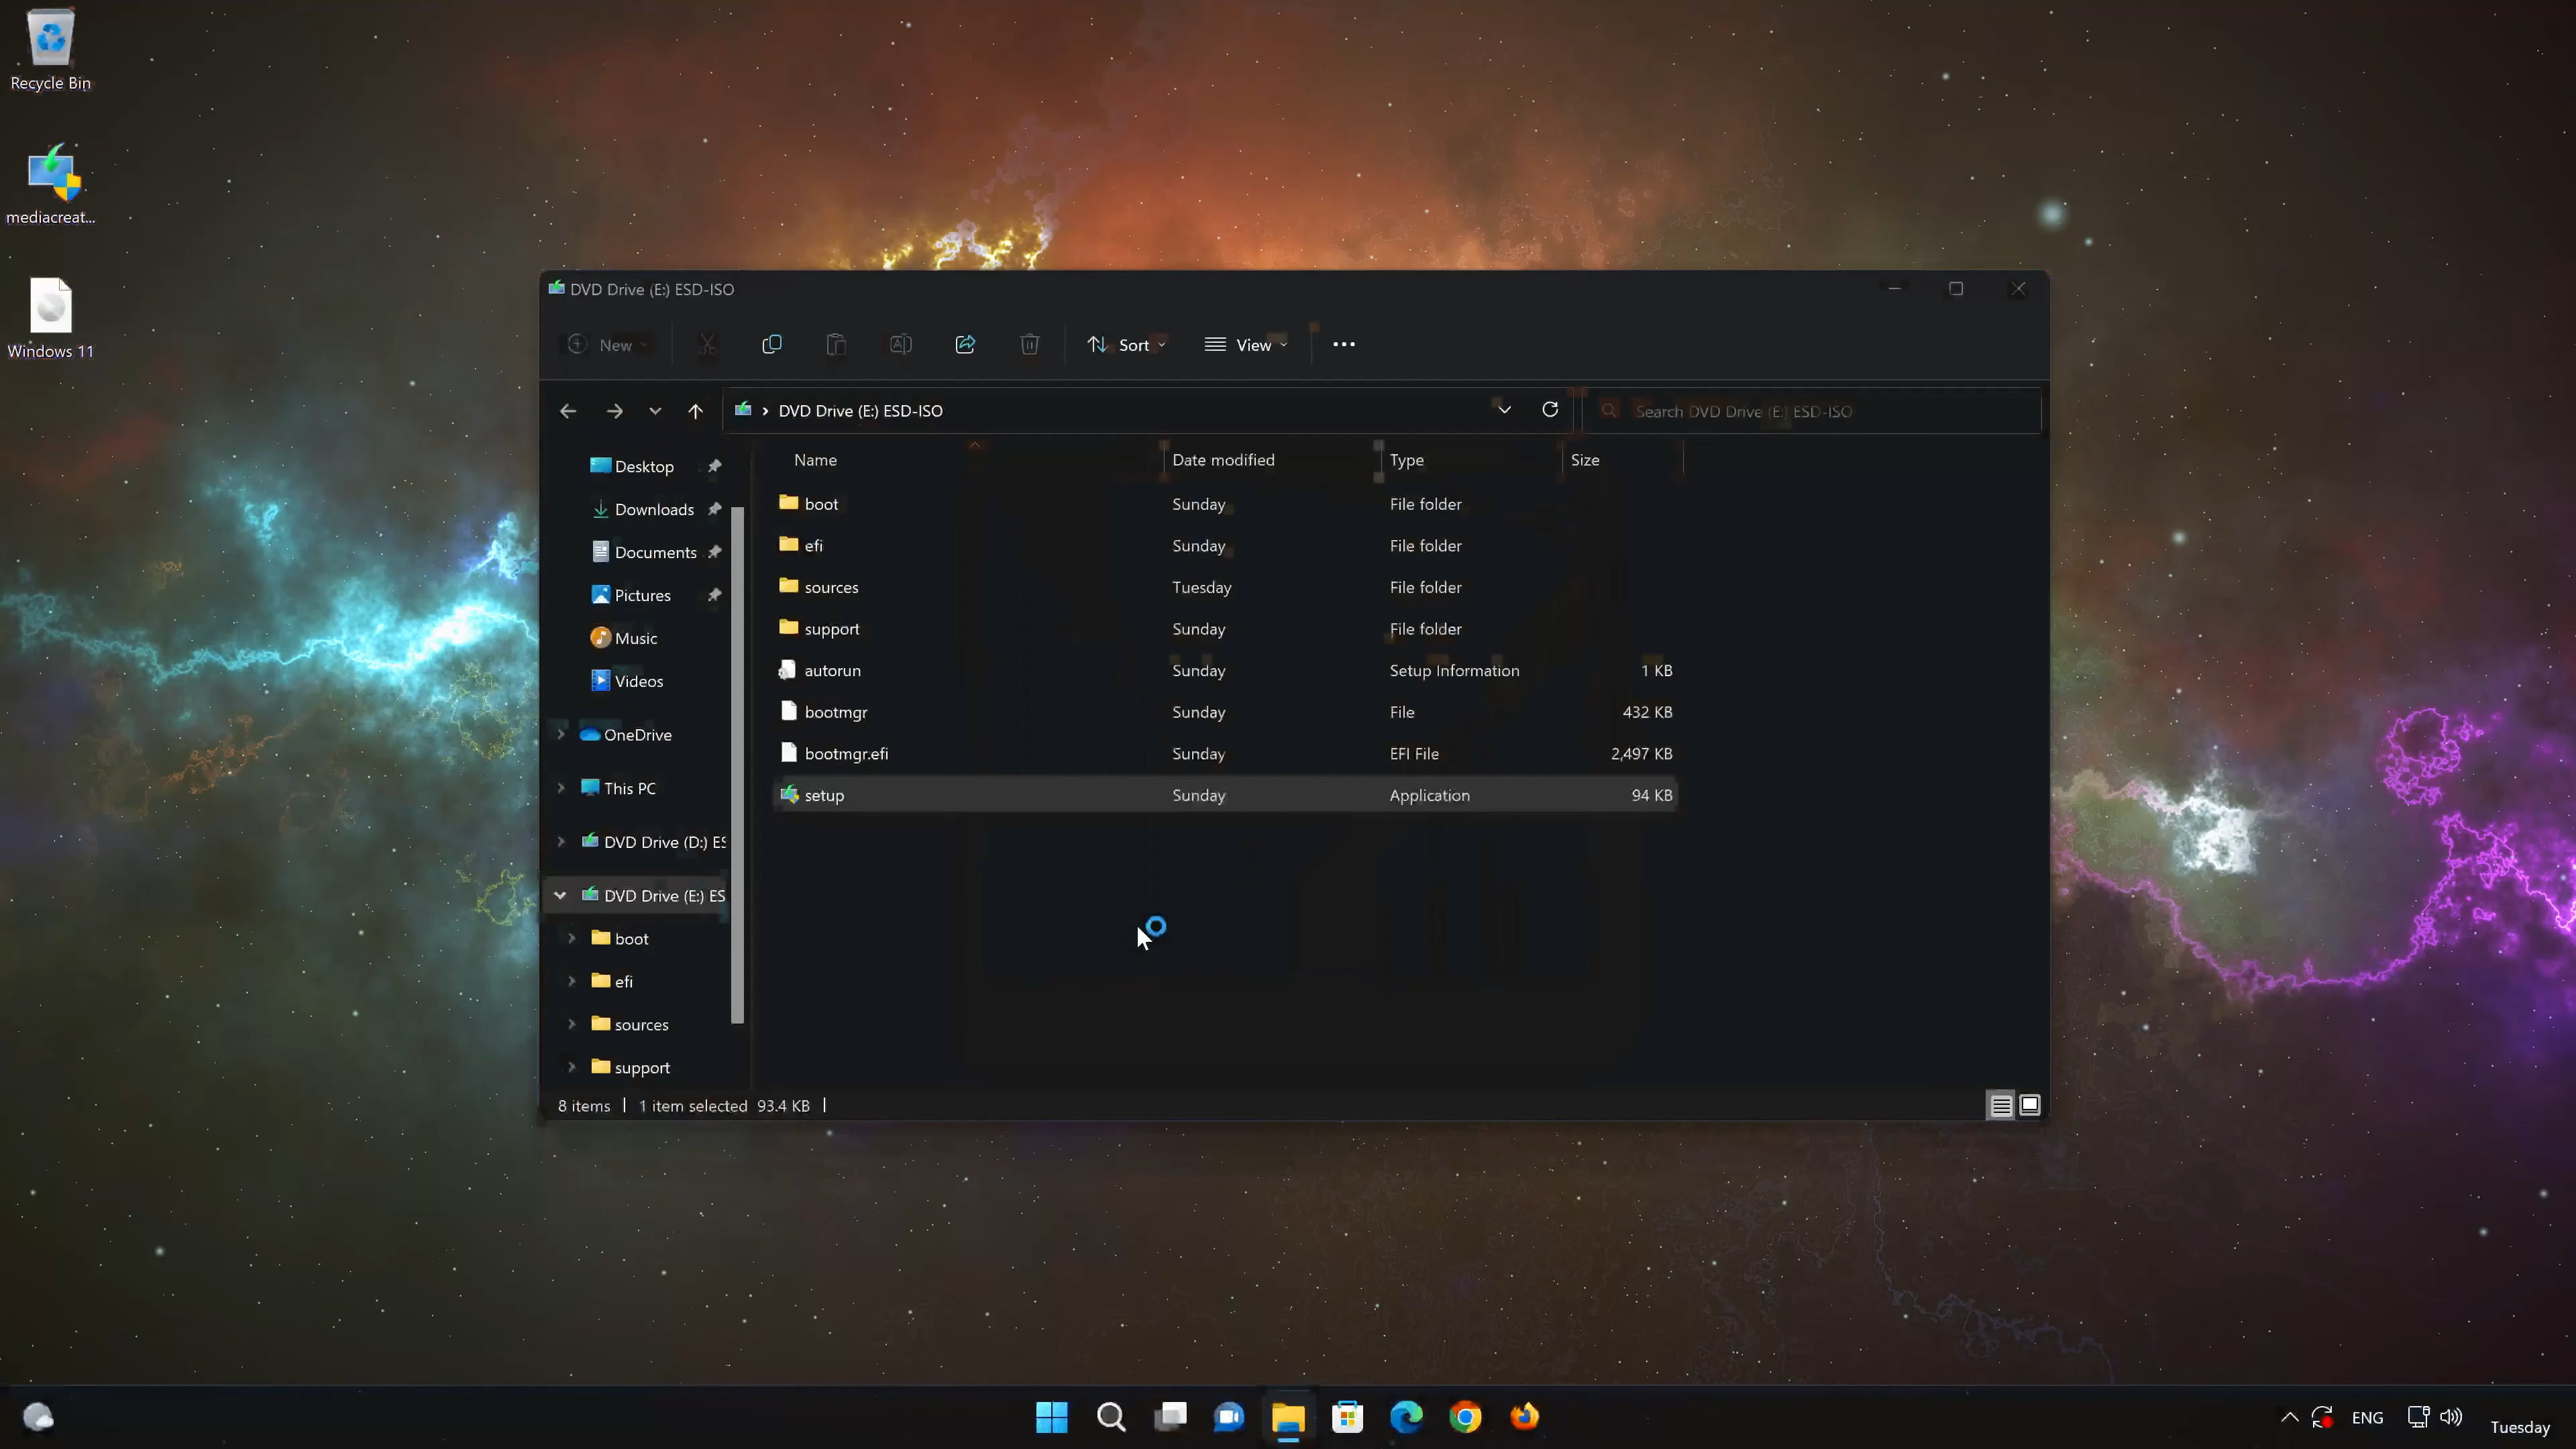 Recycle Bin
mediacreat...
Windows 11
DVD Drive (E:) ESD-ISO
New
Sort
View
DVD Drive (E:) ESD-ISO
Search DVD Drive (E:) ESD-ISO
Name Date modified Type Size
boot Sunday File folder
efi Sunday File folder
sources Tuesday File folder
support Sunday File folder
autorun Sunday Setup Information 1 KB
bootmgr Sunday File 432 KB
bootmgr.efi Sunday EFI File 2,497 KB
setup Sunday Application 94 KB
Desktop
Downloads
Documents
Pictures
Music
Videos
OneDrive
This PC
DVD Drive (D:) ES
DVD Drive (E:) ES
boot
efi
sources
support
8 items 1 item selected 93.4 KB
ENG
Tuesday